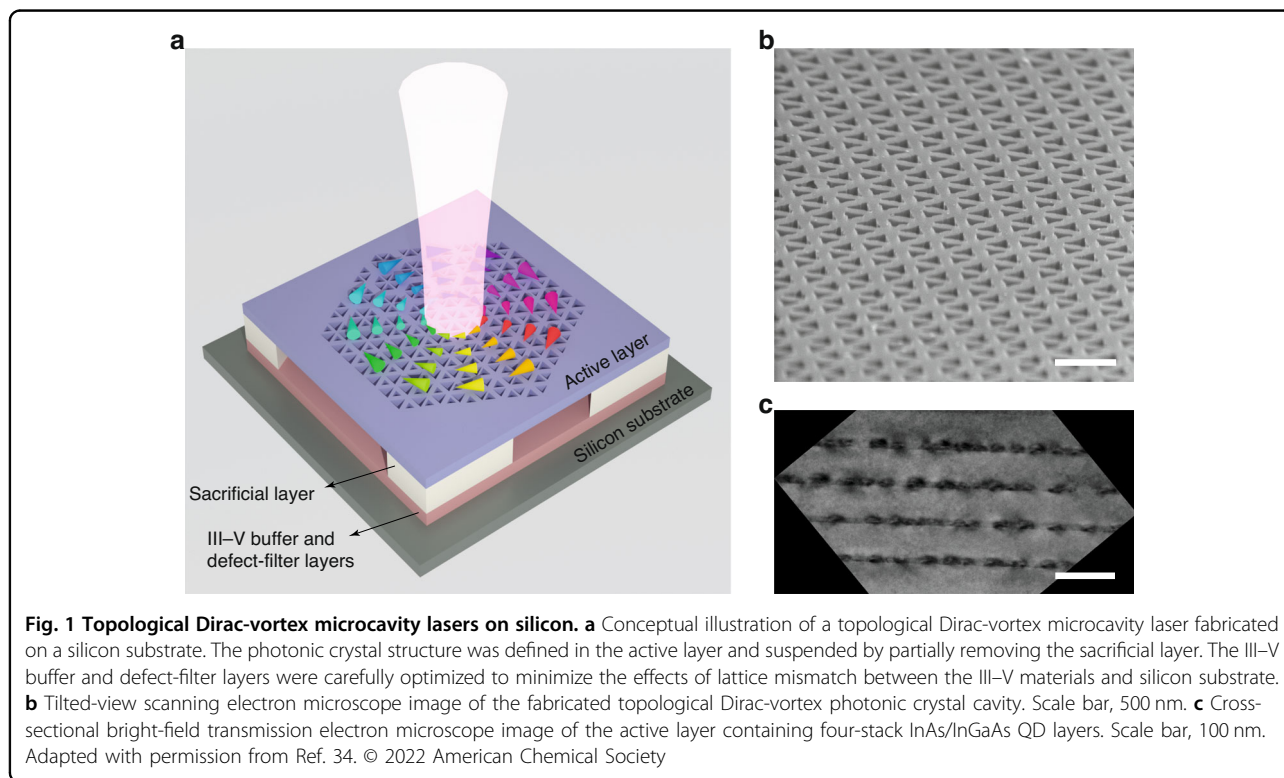 a
b
Active layer
Silicon substrate
Sacrificial layer
III–V buffer and
defect-filter layers
c
Fig. 1 Topological Dirac-vortex microcavity lasers on silicon. a Conceptual illustration of a topological Dirac-vortex microcavity laser fabricated
on a silicon substrate. The photonic crystal structure was defined in the active layer and suspended by partially removing the sacrificial layer. The III–V
buffer and defect-filter layers were carefully optimized to minimize the effects of lattice mismatch between the III–V materials and silicon substrate.
b Tilted-view scanning electron microscope image of the fabricated topological Dirac-vortex photonic crystal cavity. Scale bar, 500 nm. c Cross-
sectional bright-field transmission electron microscope image of the active layer containing four-stack InAs/InGaAs QD layers. Scale bar, 100 nm.
Adapted with permission from Ref. 34. © 2022 American Chemical Society